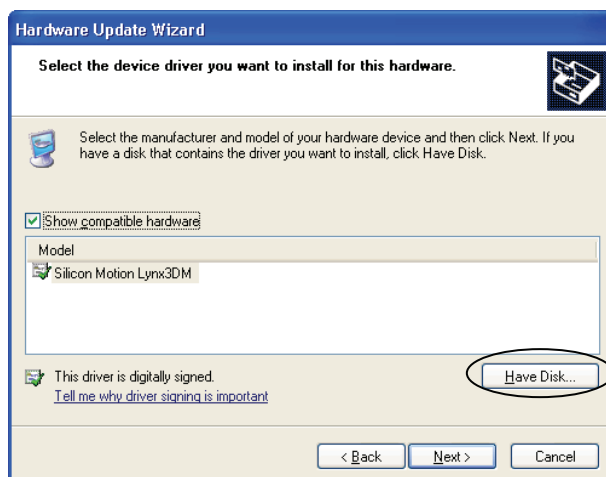 Hardware Update Wizard
Select the device driver you want to install for this hardware.
Select the manufacturer and model of your hardware device and then click Next. If you
have a disk that contains the driver you want to install, click Have Disk.
Show compatible hardware
Model
Silicon Motion Lynx3DM
This driver is digitally signed.
Have Disk...
Tell me why driver signing is important
< Back
Next >
Cancel